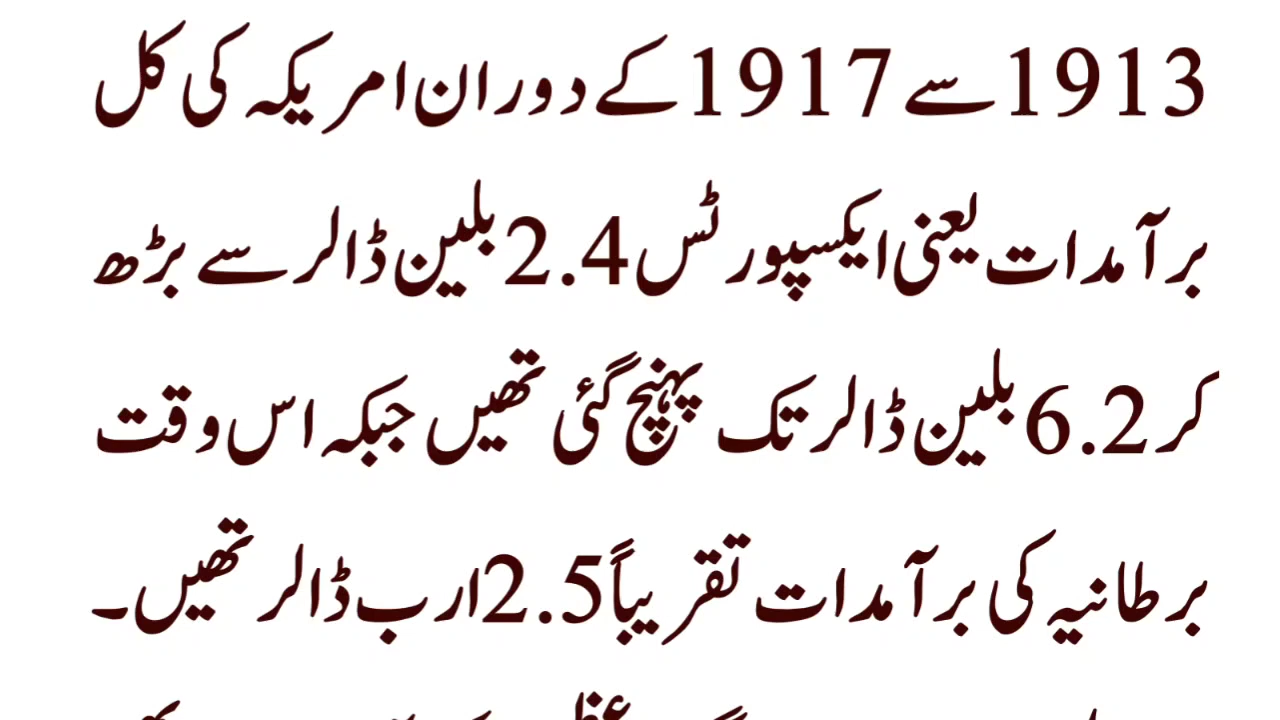 1913 سے 1917 کے دوران امریکہ کی کل
برآمدات یعنی ایکسپورٹس 2.4 بلین ڈالر سے بڑھ
کر 6.2 بلین ڈالر تک پہنچ گئی تھیں جبکہ اس وقت
برطانیہ کی برآمدات تقریباً 2.5 ارب ڈالر تھیں۔